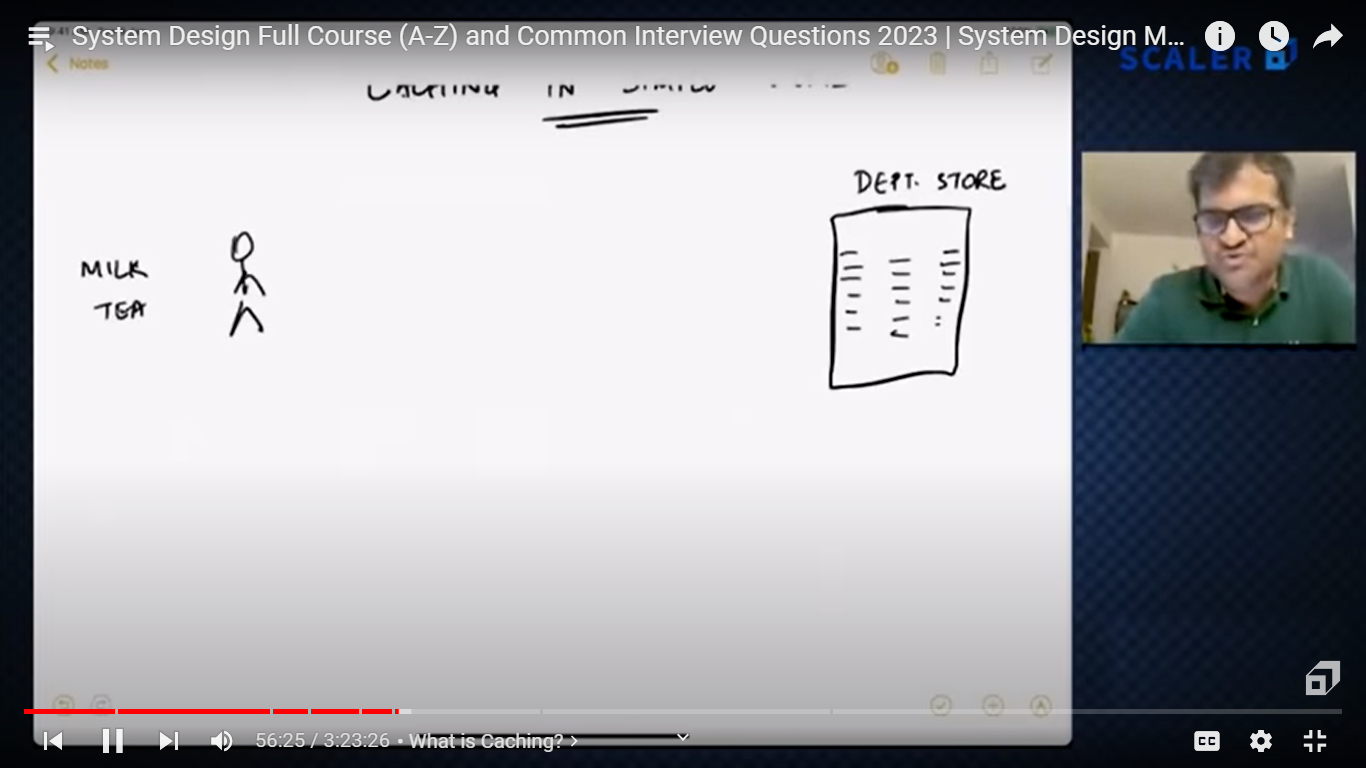 System Design Full Course (A-Z) and Common Interview Questions 2023 | System Design M...
Notes
SCALER
CACHING IN
DEPT. STORE
MILK
TEA
56:25 / 3:23:26 • What is Caching? >
CC